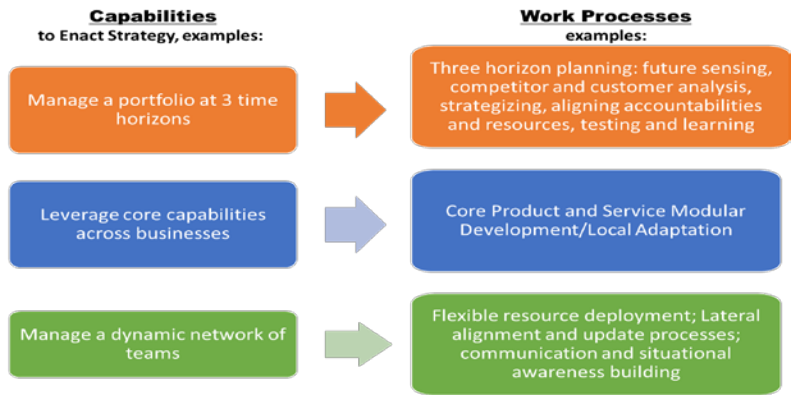 Capabilities
to Enact Strategy, examples:
Work Processes
examples:
Manage a portfolio at 3 time
horizons
Three horizon planning: future sensing,
competitor and customer analysis,
strategizing, aligning accountabilities
and resources, testing and learning
Leverage core capabilities
across businesses
Core Product and Service Modular
Development/Local Adaptation
Manage a dynamic network of
teams
Flexible resource deployment; Lateral
alignment and update processes;
communication and situational
awareness building